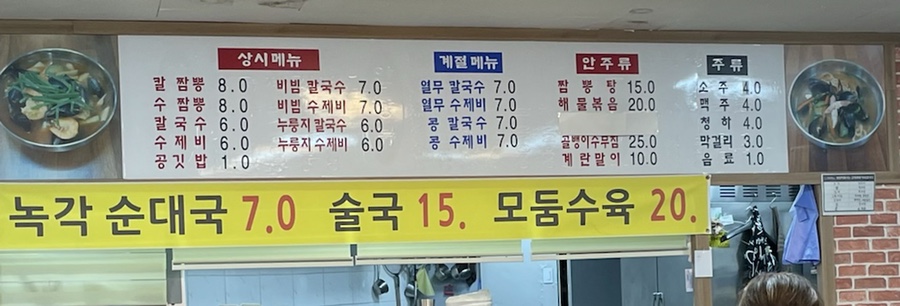 상시메뉴
칼 짬뽕 8.0
수 짬뽕 8.0
칼 국 수 6.0
수 제 비 6.0
공 깃 밥 1.0
비빔 칼국수 7.0
비빔 수제비 7.0
누룽지 칼국수 6.0
누룽지 수제비 6.0
계절메뉴
열무 칼국수 7.0
열무 수제비 7.0
콩 칼국수 7.0
콩 수제비 7.0
안주류
짬 뽕 탕 15.0
해물볶음 20.0
골뱅이수무침 25.0
계 란 말 이 10.0
주류
소 주 4.0
맥 주 4.0
청 하 4.0
막걸리 3.0
음 료 1.0
녹각 순대국 7.0 술국 15. 모둠수육 20.